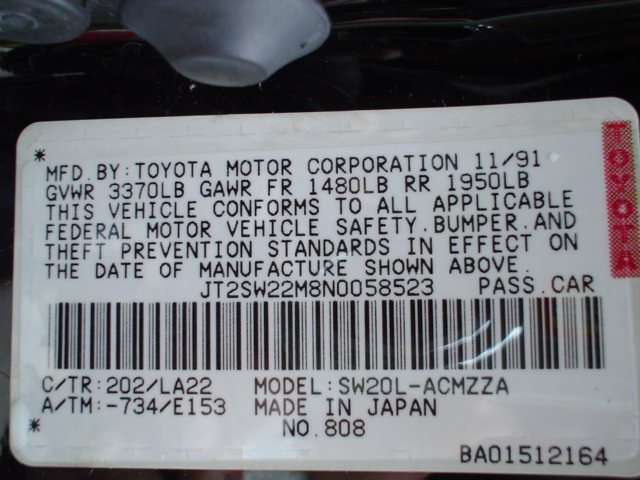 *
MFD.BY:TOYOTA MOTOR CORPORATION 11/91
GVWR 3370LB GAWR FR 1480LB RR 1950LB
THIS VEHICLE CONFORMS TO ALL APPLICABLE
FEDERAL MOTOR VEHICLE SAFETY.BUMPER.AND
THEFT PREVENTION STANDARDS IN EFFECT ON
THE DATE OF MANUFACTURE SHOWN ABOVE.
JT2SW22M8N0058523 PASS.CAR
C/TR:202/LA22 MODEL:SW20L-ACMZZA
A/TM:-734/E153 MADE IN JAPAN
* NO.808
BA01512164
TOYOTA